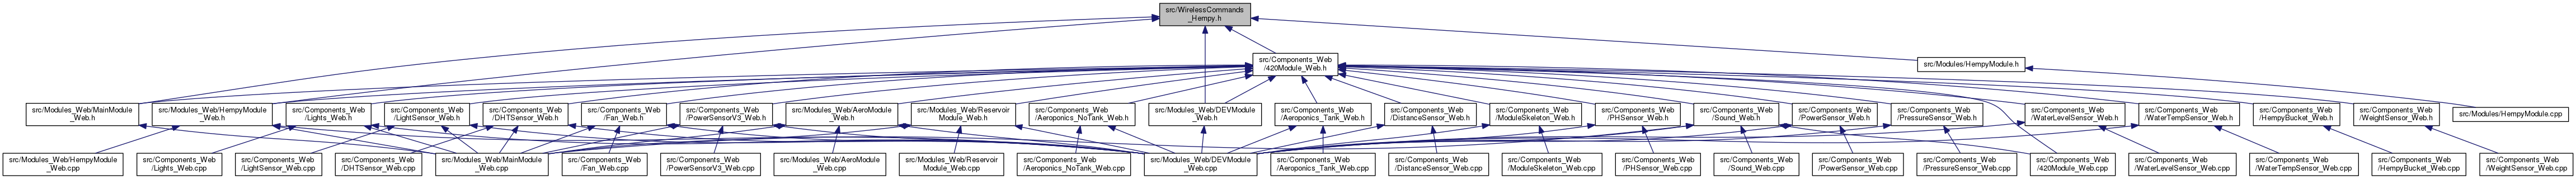 src/WirelessCommands
_Hempy.h
src/Components_Web
/420Module_Web.h
src/Modules/HempyModule.h
src/Modules_Web/MainModule
_Web.h
src/Modules_Web/HempyModule
_Web.h
src/Components_Web
/Lights_Web.h
src/Components_Web
/LightSensor_Web.h
src/Components_Web
/DHTSensor_Web.h
src/Components_Web
/Fan_Web.h
src/Components_Web
/PowerSensorV3_Web.h
src/Modules_Web/AeroModule
_Web.h
src/Modules_Web/Reservoir
Module_Web.h
src/Components_Web
/Aeroponics_NoTank_Web.h
src/Modules_Web/DEVModule
_Web.h
src/Components_Web
/Aeroponics_Tank_Web.h
src/Components_Web
/DistanceSensor_Web.h
src/Components_Web
/ModuleSkeleton_Web.h
src/Components_Web
/PHSensor_Web.h
src/Components_Web
/Sound_Web.h
src/Components_Web
/PowerSensor_Web.h
src/Components_Web
/PressureSensor_Web.h
src/Components_Web
/WaterLevelSensor_Web.h
src/Components_Web
/WaterTempSensor_Web.h
src/Components_Web
/HempyBucket_Web.h
src/Components_Web
/WeightSensor_Web.h
src/Modules/HempyModule.cpp
src/Modules_Web/HempyModule
_Web.cpp
src/Components_Web
/Lights_Web.cpp
src/Components_Web
/LightSensor_Web.cpp
src/Components_Web
/DHTSensor_Web.cpp
src/Modules_Web/MainModule
_Web.cpp
src/Components_Web
/Fan_Web.cpp
src/Components_Web
/PowerSensorV3_Web.cpp
src/Modules_Web/AeroModule
_Web.cpp
src/Modules_Web/Reservoir
Module_Web.cpp
src/Components_Web
/Aeroponics_NoTank_Web.cpp
src/Modules_Web/DEVModule
_Web.cpp
src/Components_Web
/Aeroponics_Tank_Web.cpp
src/Components_Web
/DistanceSensor_Web.cpp
src/Components_Web
/ModuleSkeleton_Web.cpp
src/Components_Web
/PHSensor_Web.cpp
src/Components_Web
/Sound_Web.cpp
src/Components_Web
/PowerSensor_Web.cpp
src/Components_Web
/PressureSensor_Web.cpp
src/Components_Web
/420Module_Web.cpp
src/Components_Web
/WaterLevelSensor_Web.cpp
src/Components_Web
/WaterTempSensor_Web.cpp
src/Components_Web
/HempyBucket_Web.cpp
src/Components_Web
/WeightSensor_Web.cpp